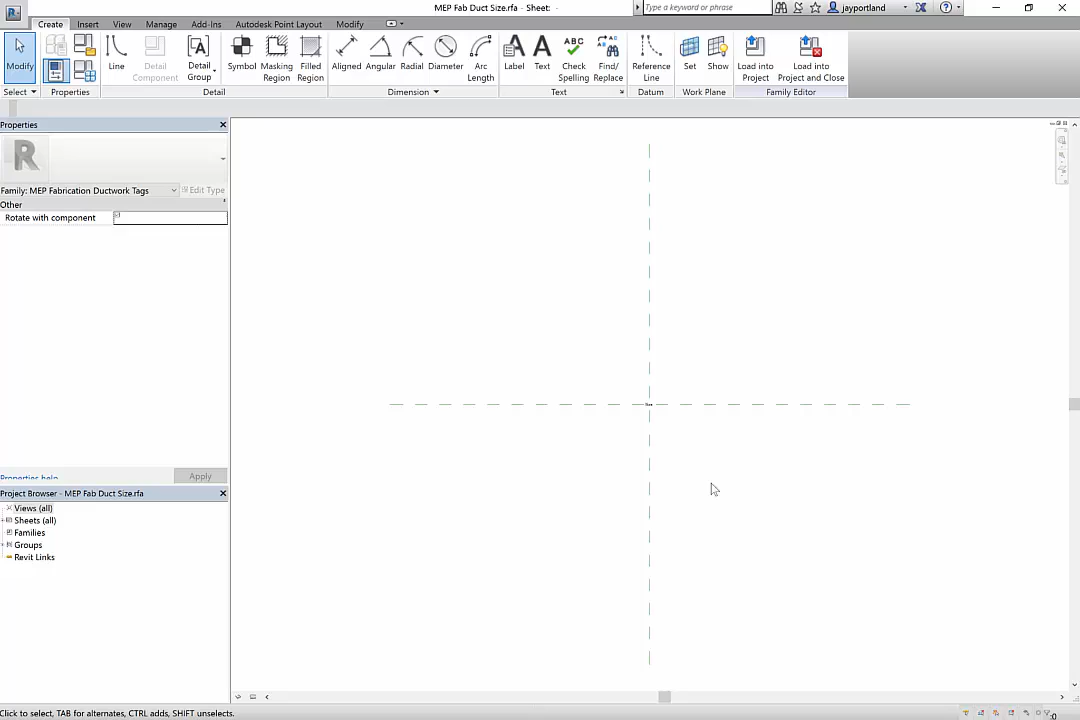 MEP Fab Duct Size.rfa - Sheet: -
Type a keyword or phrase
jayportland
Create Insert View Manage Add-Ins Autodesk Point Layout Modify
Modify
Line
Detail Component
Detail Group
Symbol
Masking Region
Filled Region
Aligned
Angular
Radial
Diameter
Arc Length
Label
Text
Check Spelling
Find/ Replace
Reference Line
Set
Show
Load into Project
Load into Project and Close
Select Properties Detail Dimension Text Datum Work Plane Family Editor
Properties
R
Family: MEP Fabrication Ductwork Tags
Edit Type
Other
Rotate with component
Properties help
Apply
Project Browser - MEP Fab Duct Size.rfa
Views (all)
Sheets (all)
Families
Groups
Revit Links
Click to select, TAB for alternates, CTRL adds, SHIFT unselects.
:0